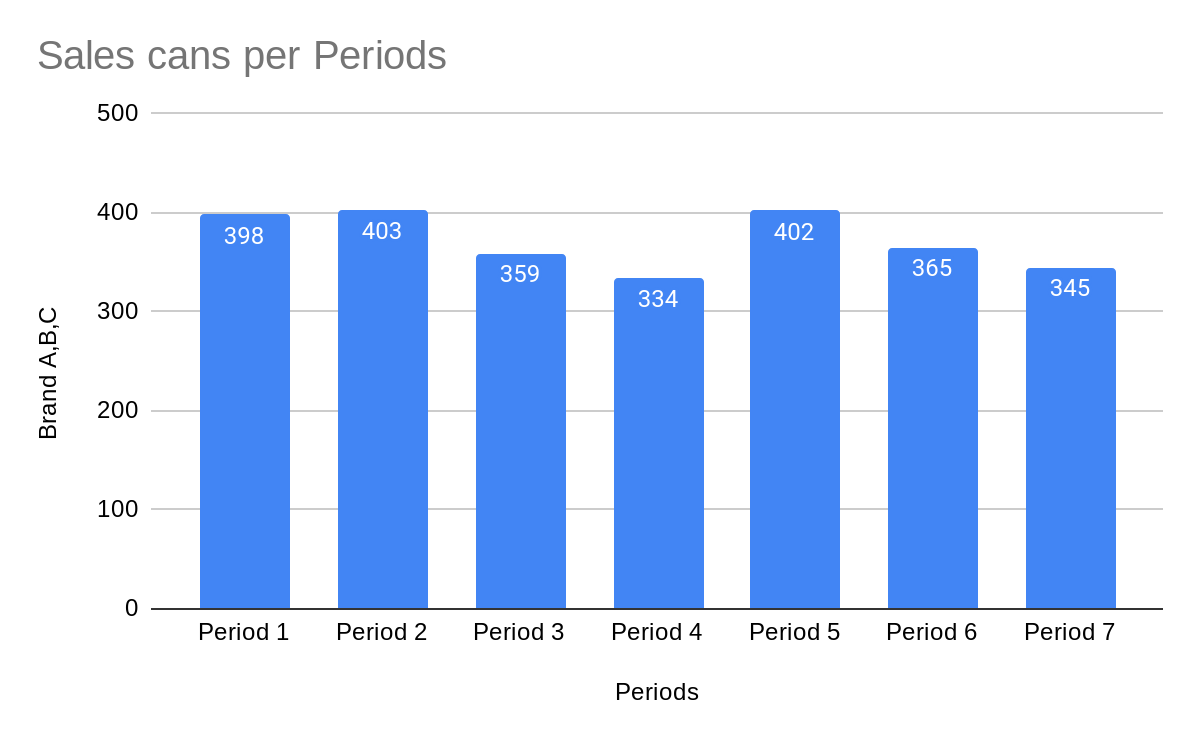 Sales cans per Periods
500
400
300
200
100
0
Brand A,B,C
398
403
359
334
402
365
345
Period 1
Period 2
Period 3
Period 4
Period 5
Period 6
Period 7
Periods